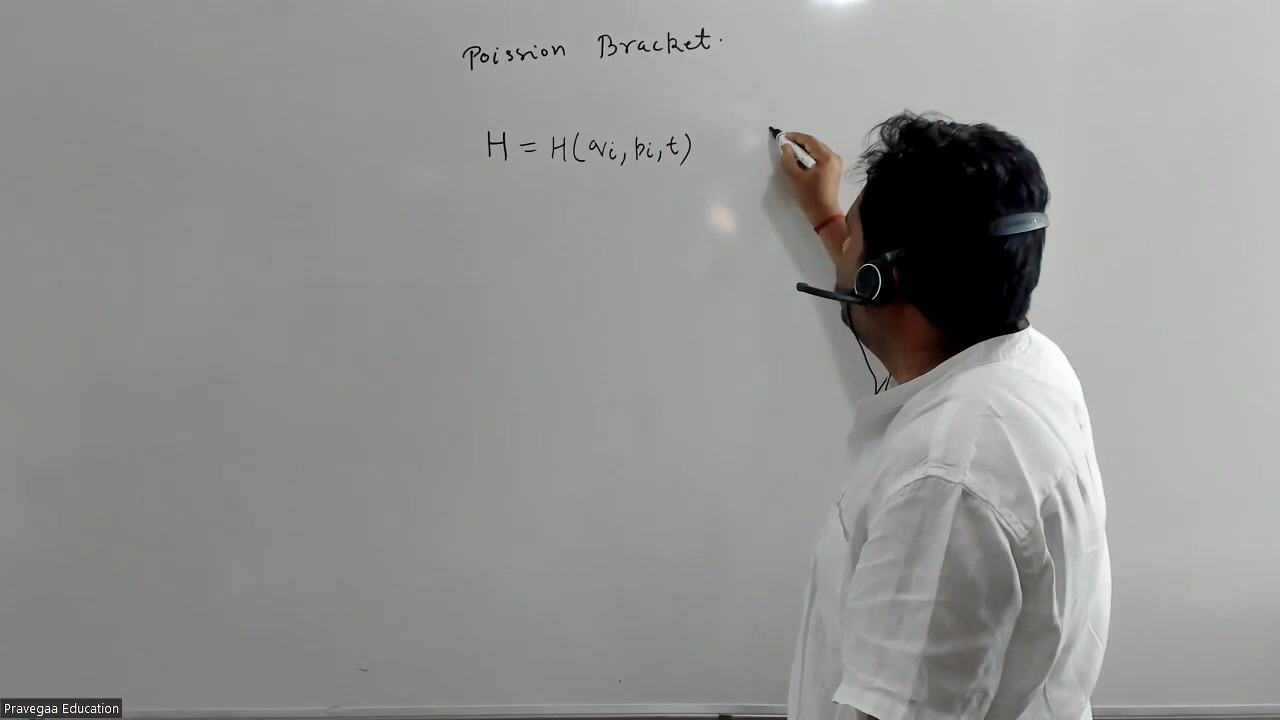 Poission Bracket.
H = H(qi, pi, t)
Pravegaa Education